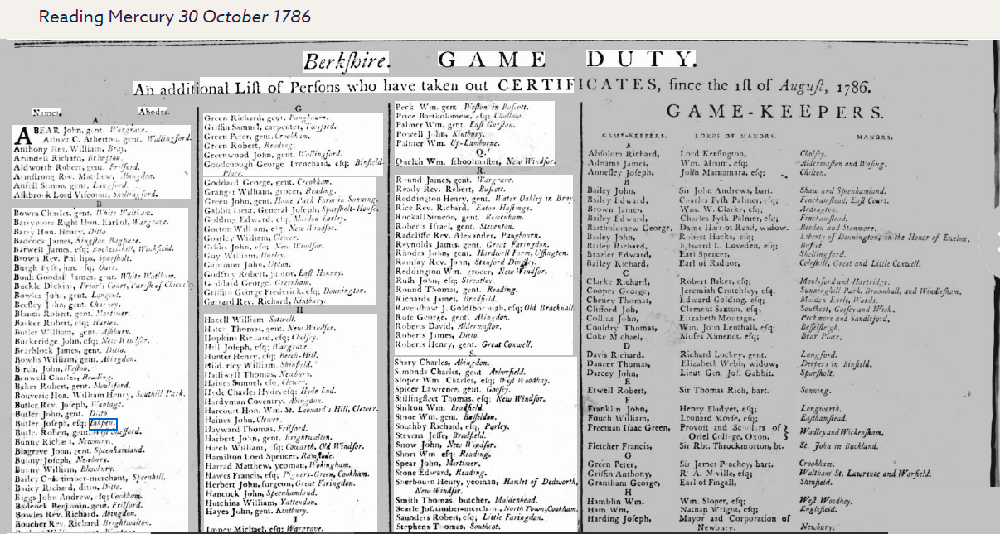 Reading Mercury 30 October 1786
Berkſhire. GAME DUTY.
An additional Liſt of Perſons who have taken out CERTIFICATES, ſince the 1ſt of Auguſt, 1786.
Names. Abodes.
A.
ABEAR John, gent. Wargrave.
Allnatt C. Atherton, gent. Wallingford.
Anthony Rev. William, Bray,
Arundell Richard, Brimpton.
Aldworth Robert, gent. Frilford.
Armſtrong Rev. Matthew, Abingdon.
Anſell Simon, gent. Langford.
Aſhbrook Lord Viſcount, Shellingford.
B
Bowra Charles, gent. White Waltham.
Barrymore Right Hon. Earl of, Wargrave.
Barry Hon. Henry, Ditto
Badcock James, Kingſton Bagpoze.
Barwell James, eſq; Buckets-hill, Winkfield.
Brown Rev. Philips, Sparſholt.
Burgh Fyſh, jun. eſq; Oare.
Boult Goodall James, gent. White Waltham.
Buckle Dickins, Prior's Court, Pariſh of
Bowles John, gent. Longcot.
Beeſley John, gent. Charney.
Blanch Robert, gent. Mortimer.
Barker Robert, eſq; Hurley.
Butler William, gent. Aſhbury.
Buckeridge John, eſq; New Windſor.
Bearblock James, gent. Ditto.
Bowlis William, gent. Abingdon.
Birch, John, Weſton.
Benwell Charles, Reading.
Baker Robert, gent. Moulsford.
Bouverie Hon. William Henry, Southill Park.
Butler Rev. Joſeph, Wantage.
Butler John, gent. Ditto
Butler Joſeph, eſq; Inkpen.
Butler Robert, gent. Weſt Shefford.
Bunny Richard, Newbury.
Blagrave John, gent. Speenhamland.
Bunny Joſeph, Newbury.
Bunny William, Blewbury.
Bailey timber-merchant, Speenhill.
Bailey Richard, ditto, Ditto.
Biggs John Andrew, eſq; Cookham.
Badcock Benjamin, gent. Frilford.
Bowles Rev. Richard, Abingdon.
Boucher Rev. Richard Brightwalton.
G
Green Richard, gent. Pangbourn.
Griffin Samuel, carpenter, Twyford.
Green Peter, gent. Crookham.
Green Robert, Reading.
Greenwood John, gent. Wallingford.
Goodenough George Trenchard, eſq; Binfield-
Place.
Goddard George, gent. Crookham.
Granger William, grocer, Reading.
Green John, gent. Home Park Farm in Sonning.
Gabbit Lieut. General Joſeph, Sparſholt-Houſe.
Golding Edward, eſq; Maiden Earley.
Gorton William, eſq; New Windſor.
Goatley William, Clewer.
Gibbs John, eſq; New Windſor.
Guy William, Hurley.
Gammon John, Upton.
Godfrey Robert, junior, Eaſt Hanney.
Goddard George, Greenham.
Griffith George Frederick, eſq; Donnington.
Garrard Rev. Richard, Kintbury.
H
Hazell William Sotwell.
Hatch Thomas, gent. New Windſor.
Hopkins Richard, eſq; Cholſey.
Hill Joſeph, eſq; Wargrave.
Hunter Henry, eſq; Beech-Hill.
Hildesley William. Shinfield.
Halliwell Thomas, Newbury.
Haines Samuel, eſq; Clewer.
Hyde Charles Hyde, eſq; Hyde End.
Hardyman Coventry, Abingdon.
Harcourt Hon. Wm. St. Leonard's Hill, Clewer.
Haines John, Clewer.
Hayward Thomas, Frilford.
Harbert John, gent. Brightwalton.
Hatch William, eſq; Cowarth, Old Windſor.
Hamilton Lord Spencer, Ramſlade.
Harrad Matthew, yeoman, Wokingham.
Hawes Francis, eſq; Pigners-Green, Cookham.
Herbert John, ſurgeon, Great Faringdon.
Hancock John, Speenhamland.
Hutchins William, Yattendon.
Hayes John, gent. Kintbury.
I
Impey Michael, eſq; Wargrave.
Peck Wm. gent Weſton in Buſcott.
Price Bartholomew, eſq; Challow.
Palmer Wm. gent. Eaſt Garſton.
Powell John, Kintbury.
Palmer Wm. Up-Lamborne.
Q.
Quelch Wm. ſchoolmaſter, New Windſor.
R.
Round James, gent. Wargrave.
Ready Rev. Robert, Buſcott.
Reddington Henry, gent. Water Oakley in Bray.
Rice Rev. Richard, Eaton Haſtings.
Rockall Simeon, gent. Remenham.
Roberts Iſrael, gent. Steventon.
Radcliffe Rev. Alexander, Pangbourn.
Reynolds James, gent. Great Faringdon.
Rhodes John, gent. Hardwell Farm, Uffington.
Ramſay Rev. John, Stanford Dingley.
Reddington Wm. grocer, New Windſor.
Ruſh John, eſq; Streatley.
Round Thomas, gent. Reading.
Richards James, Bradfield.
Ravenſhaw J. Goldſborough, eſq; Old Bracknall.
Roſe George, gent. Abingdon.
Roberts David, Aldermaſton.
Roberts James, Ditto.
Roberts Henry, gent. Great Coxwell.
S.
Shary Charles, Abingdon.
Simonds Charles, gent. Arborfield.
Sloper Wm. Charles, eſq; Weſt Woodhay.
Spicer Lawrence, gent. Gooſey.
Stillingfleet Thomas, eſq; New Windſor.
Shilton Wm. Bradfield.
Stone Wm. gent. Baſſeldon.
Southby Richard, eſq; Purley.
Stevens Jeſſe, Bradfield.
Snow John, New Windſor.
Short Wm eſq; Reading.
Spear John, Mortimer.
Stone Edward, Reading.
Sherbourn Henry, yeoman, Hamlet of Dedworth,
New Windſor.
Smith Thomas, butcher, Maidenhead.
Searle Joſ. timber-merchant, North Town, Cookham.
Saunders Robert, eſq; Little Faringdon.
Stephens Thomas, Southcot.
GAME-KEEPERS.
GAME-KEEPERS. LORDS OF MANORS. MANORS.
A
Abſolom Richard, Lord Kenſington, Cholſey.
Adnams James, Wm. Mount, eſq; Aldermaſton and Waſing.
Anneſley Joſeph, John Macnamara, eſq; Chilton.
B
Bailey John, Sir John Andrews, bart. Shaw and Speenhamland.
Bailey Edward, Charles Fyſh Palmer, eſq; Finchamſtead, Eaſt Court.
Brown James, Wm. W. Clarke, eſq; Ardington.
Bailey Edward, Charles Fyſh Palmer, eſq; Finchamſtead.
Bartholomew George, Dame Harriot Read, widow. Beedon and Stanmore.
Bailey John, Robert Hucks, eſq; Liberty of Donnington, in the Honor of Ewelme,
Bailey Richard, Edward L. Loveden, eſq; Buſcot.
Brazier Edward, Earl Spencer, Shellingford.
Bailey Richard, Earl of Radnor, Coleſhill, Great and Little Coxwell.
C
Clarke Richard, Robert Baker, eſq; Moulsford and Hartridge.
Cooper George, Jeremiah Crutchley, eſq. Sunninghill Park, Broomhall, and Windleſham.
Cheney Thomas, Edward Golding, eſq; Maiden Early, Wards.
Clifford Job, Clement Saxton, eſq; Southcot, Gooſey and Wick.
Collins John, Elizabeth Montagu, Peckmore and Sandleford.
Couldry Thomas, Wm. John Lenthall, eſq; Beſſelſleigh.
Coke Michael, Moſes Ximenes, eſq; Bear Place.
D
Davis Richard, Richard Lockey, gent. Langford.
Dancer Thomas, Elizabeth Webb, widow, Deepers in Binfield.
Darcey John, Lieut Gen. Joſ. Gabbit. Sparſholt.
E
Etwell Robert, Sir Thomas Rich, bart. Sonning.
F
Franklin John, Henry Fladyer, eſq; Longworth.
Fouch William, Leonard Morſe, eſq; Eaſthamſtead.
Freeman Iſaac Green, Provoſt and Scholars of Oriel College, Oxon, } Wadley and Wickenſham.
Fletcher Francis, Sir Rbt. Throckmorton, bt. St. John in Buckland.
G
Green Peter, Sir James Peachey, bart. Crookham.
Griffin Anthony, R. A. Neville, eſq; Waltham St. Lawrence and Warfield.
Grantham George, Earl of Fingall, Shinfield.
H
Hamblin Wm. Wm. Sloper, eſq; Weſt Woodhay.
Ham Wm, Nathan Wright, eſq; Englefield.
Harding Joſeph, Mayor and Corporation of
Newbury. Newbury.